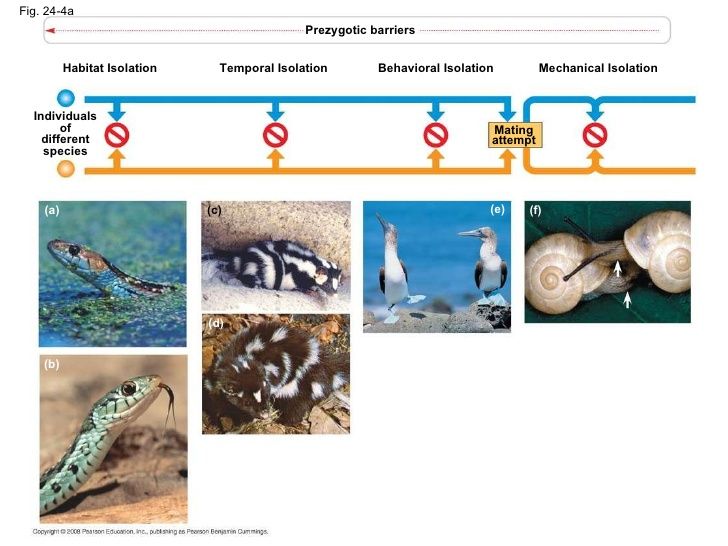 Fig. 24-4a
Prezygotic barriers
Habitat Isolation
Temporal Isolation
Behavioral Isolation
Mechanical Isolation
Individuals
of
different
species
Mating
attempt
(a)
(c)
(e)
(f)
(d)
(b)
Copyright © 2008 Pearson Education, Inc., publishing as Pearson Benjamin Cummings.